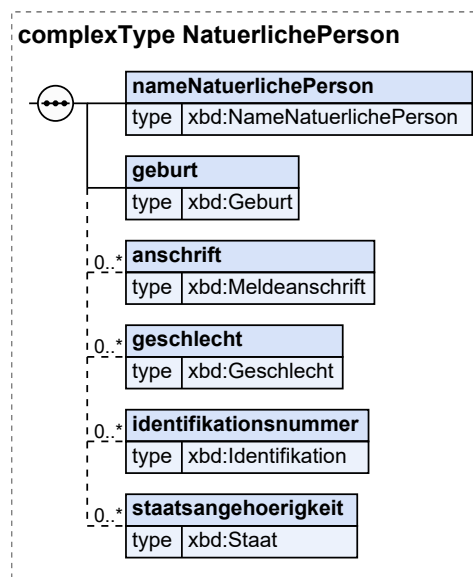 complexType NatuerlichePerson
nameNatuerlichePerson
type xbd:NameNatuerlichePerson
geburt
type xbd:Geburt
0..* anschrift
type xbd:Meldeanschrift
0..* geschlecht
type xbd:Geschlecht
0..* identifikationsnummer
type xbd:Identifikation
0..* staatsangehoerigkeit
type xbd:Staat